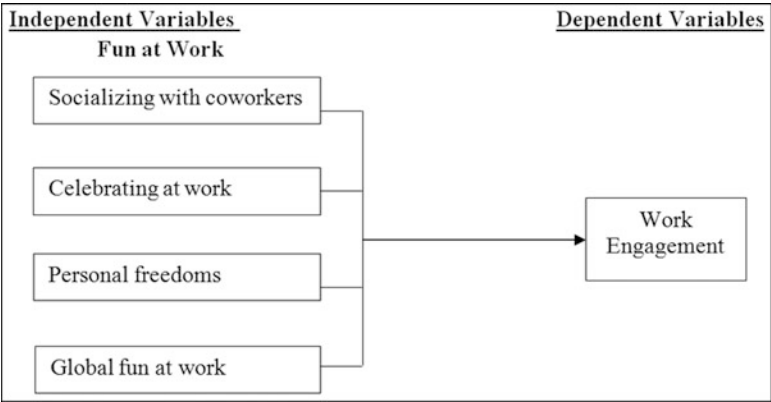 Independent Variables
Dependent Variables
Fun at Work
Socializing with coworkers
Celebrating at work
Personal freedoms
Global fun at work
Work
Engagement